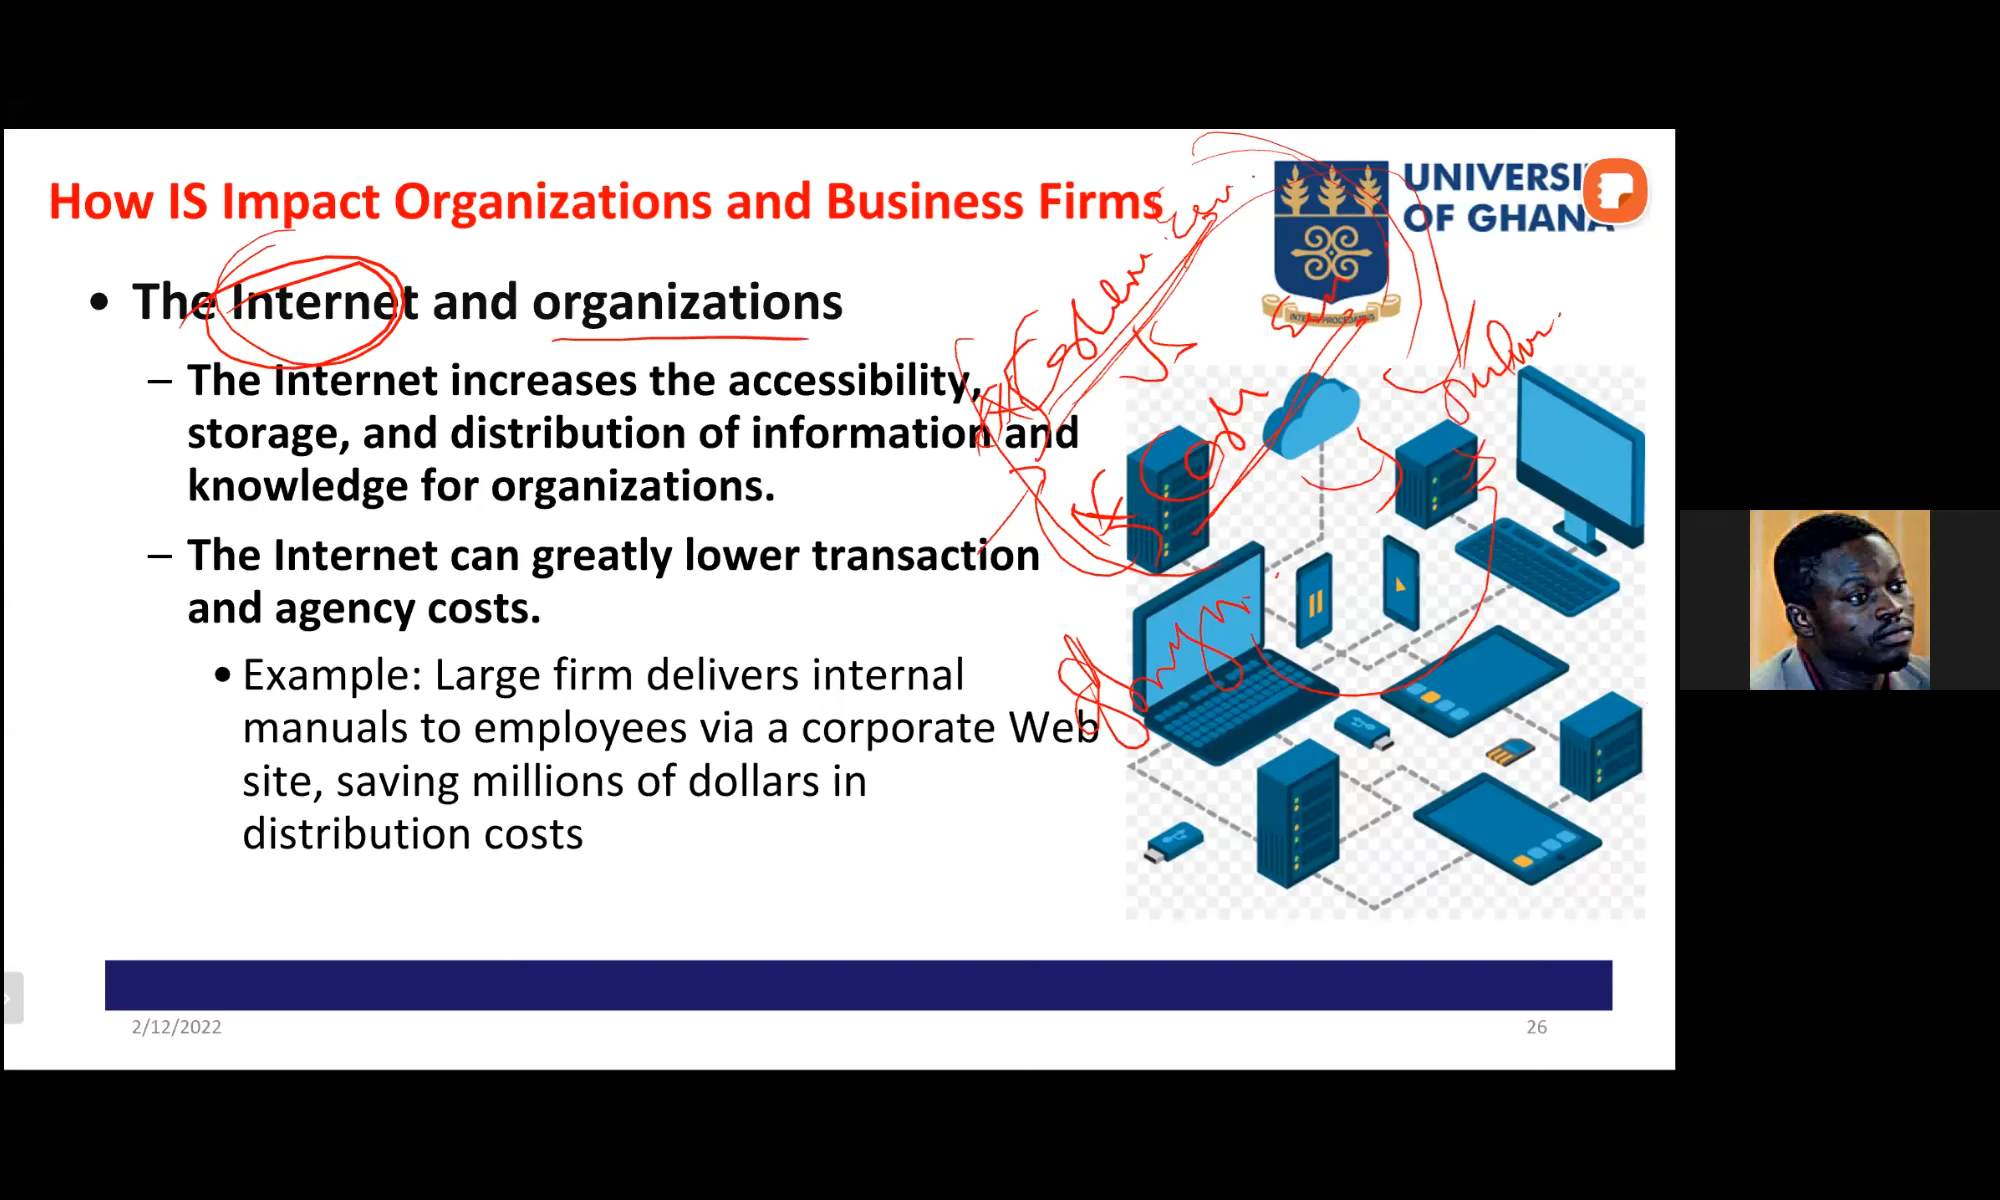 How IS Impact Organizations and Business Firms
UNIVERSI
OF GHANA
INTEGRI PROCEDAMUS
• The Internet and organizations
– The Internet increases the accessibility,
storage, and distribution of information and
knowledge for organizations.
– The Internet can greatly lower transaction
and agency costs.
• Example: Large firm delivers internal
manuals to employees via a corporate Web
site, saving millions of dollars in
distribution costs
2/12/2022
26